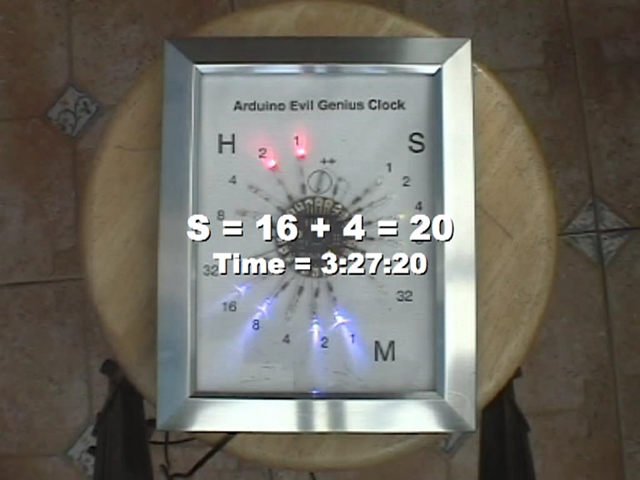 Arduino Evil Genius Clock
H 2 1 S
++
4 1 2
8 4
S = 16 + 4 = 20
Time = 3:27:20
32
16 32
8 4 2 1 M